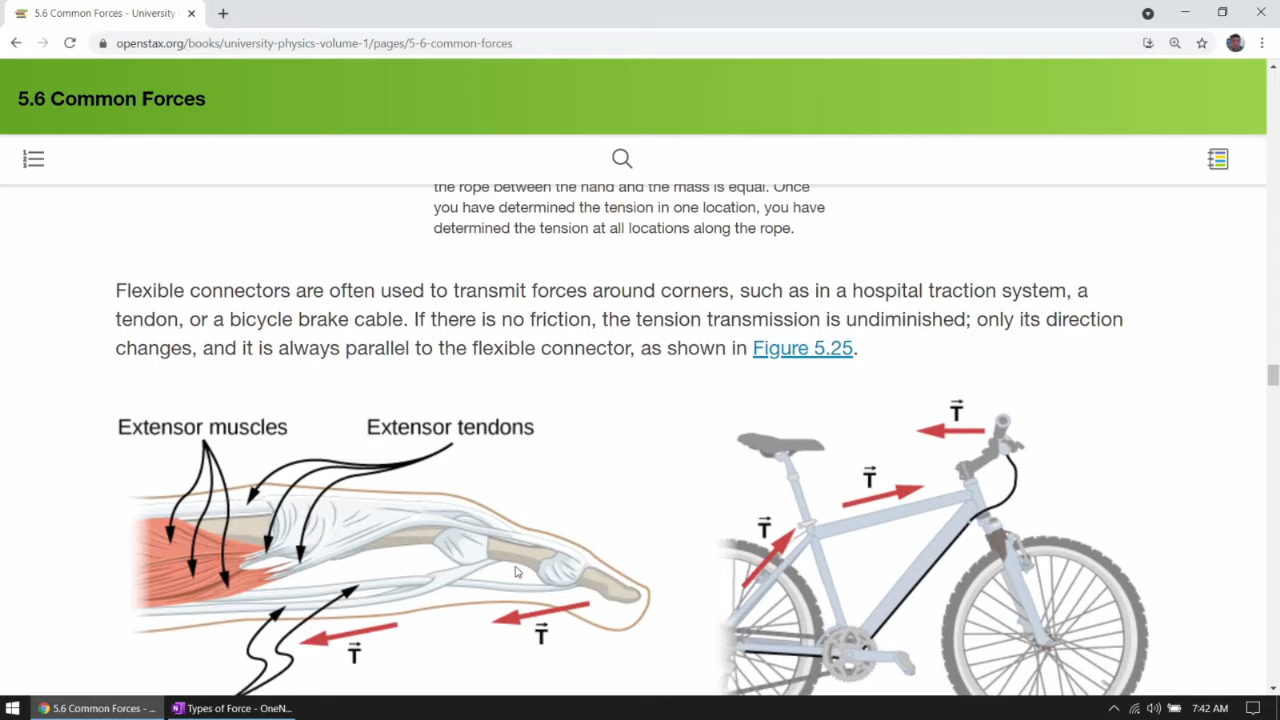 5.6 Common Forces - University
openstax.org/books/university-physics-volume-1/pages/5-6-common-forces
5.6 Common Forces
the rope between the hand and the mass is equal. Once
you have determined the tension in one location, you have
determined the tension at all locations along the rope.
Flexible connectors are often used to transmit forces around corners, such as in a hospital traction system, a
tendon, or a bicycle brake cable. If there is no friction, the tension transmission is undiminished; only its direction
changes, and it is always parallel to the flexible connector, as shown in Figure 5.25.
Extensor muscles
Extensor tendons
T
T
T
T
T
5.6 Common Forces - ...
Types of Force - OneN...
7:42 AM